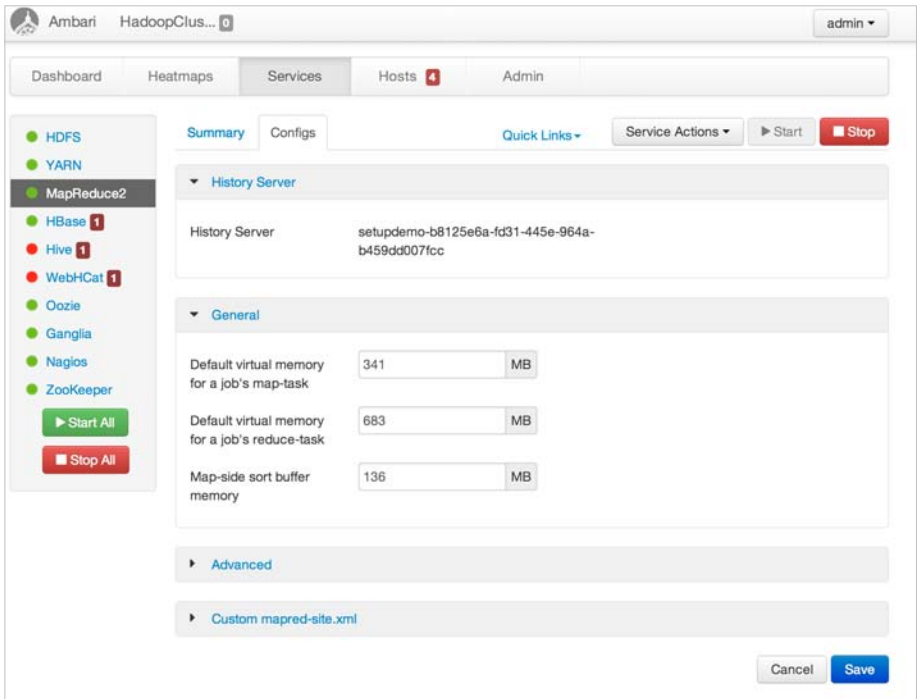 Ambari HadoopClus... 0 admin
Dashboard Heatmaps Services Hosts 4 Admin
HDFS
YARN
MapReduce2
HBase 1
Hive 1
WebHCat 1
Oozie
Ganglia
Nagios
ZooKeeper
Start All
Stop All
Summary Configs Quick Links Service Actions Start Stop
History Server
History Server setupdemo-b8125e6a-fd31-445e-964a-
b459dd007fcc
General
Default virtual memory 341 MB
for a job's map-task
Default virtual memory 683 MB
for a job's reduce-task
Map-side sort buffer 136 MB
memory
Advanced
Custom mapred-site.xml
Cancel Save